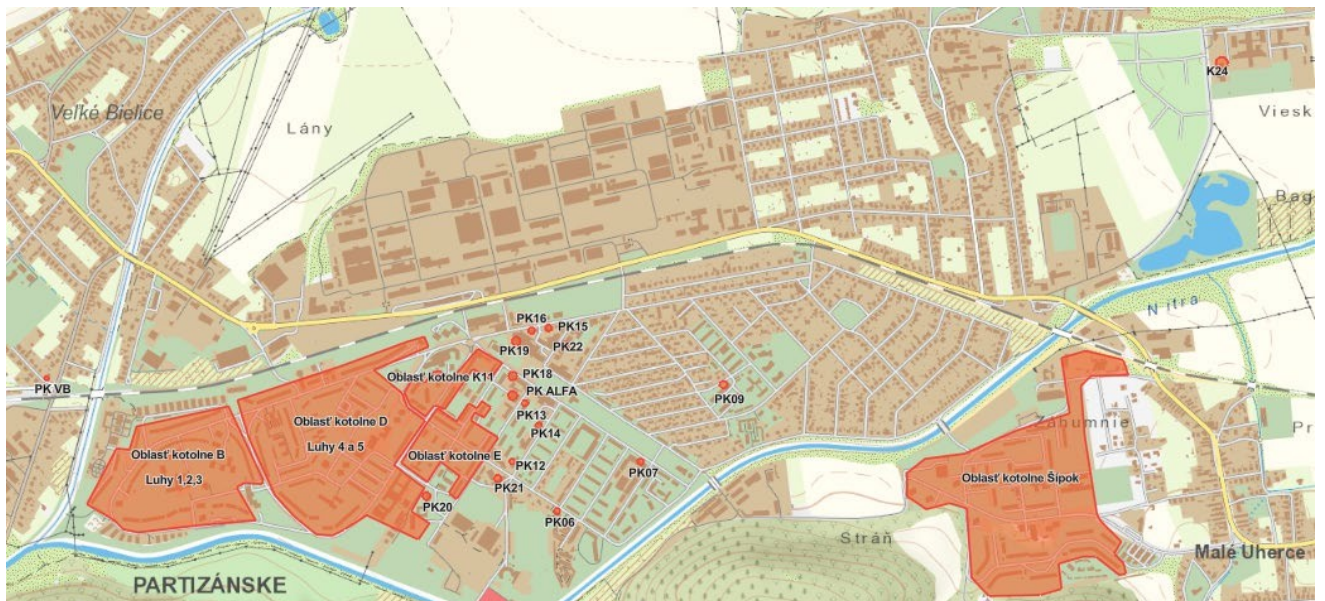 K24
Veľké Bielice
Lány
Viesk
Bag
Nitra
PK16
PK15
PK22
PK19
Oblasť kotolne K11
PK18
PK VB
PK ALFA
PK09
PK13
Oblasť kotolne D
Luhy 4 a 5
PK14
Zábumnie
Pr
Oblasť kotolne B
Luhy 1,2,3
Oblasť kotolne E
PK12
PK07
Oblasť kotolne Šípok
PK21
PK20
PK06
Stráň
Malé Uherce
PARTIZÁNSKE